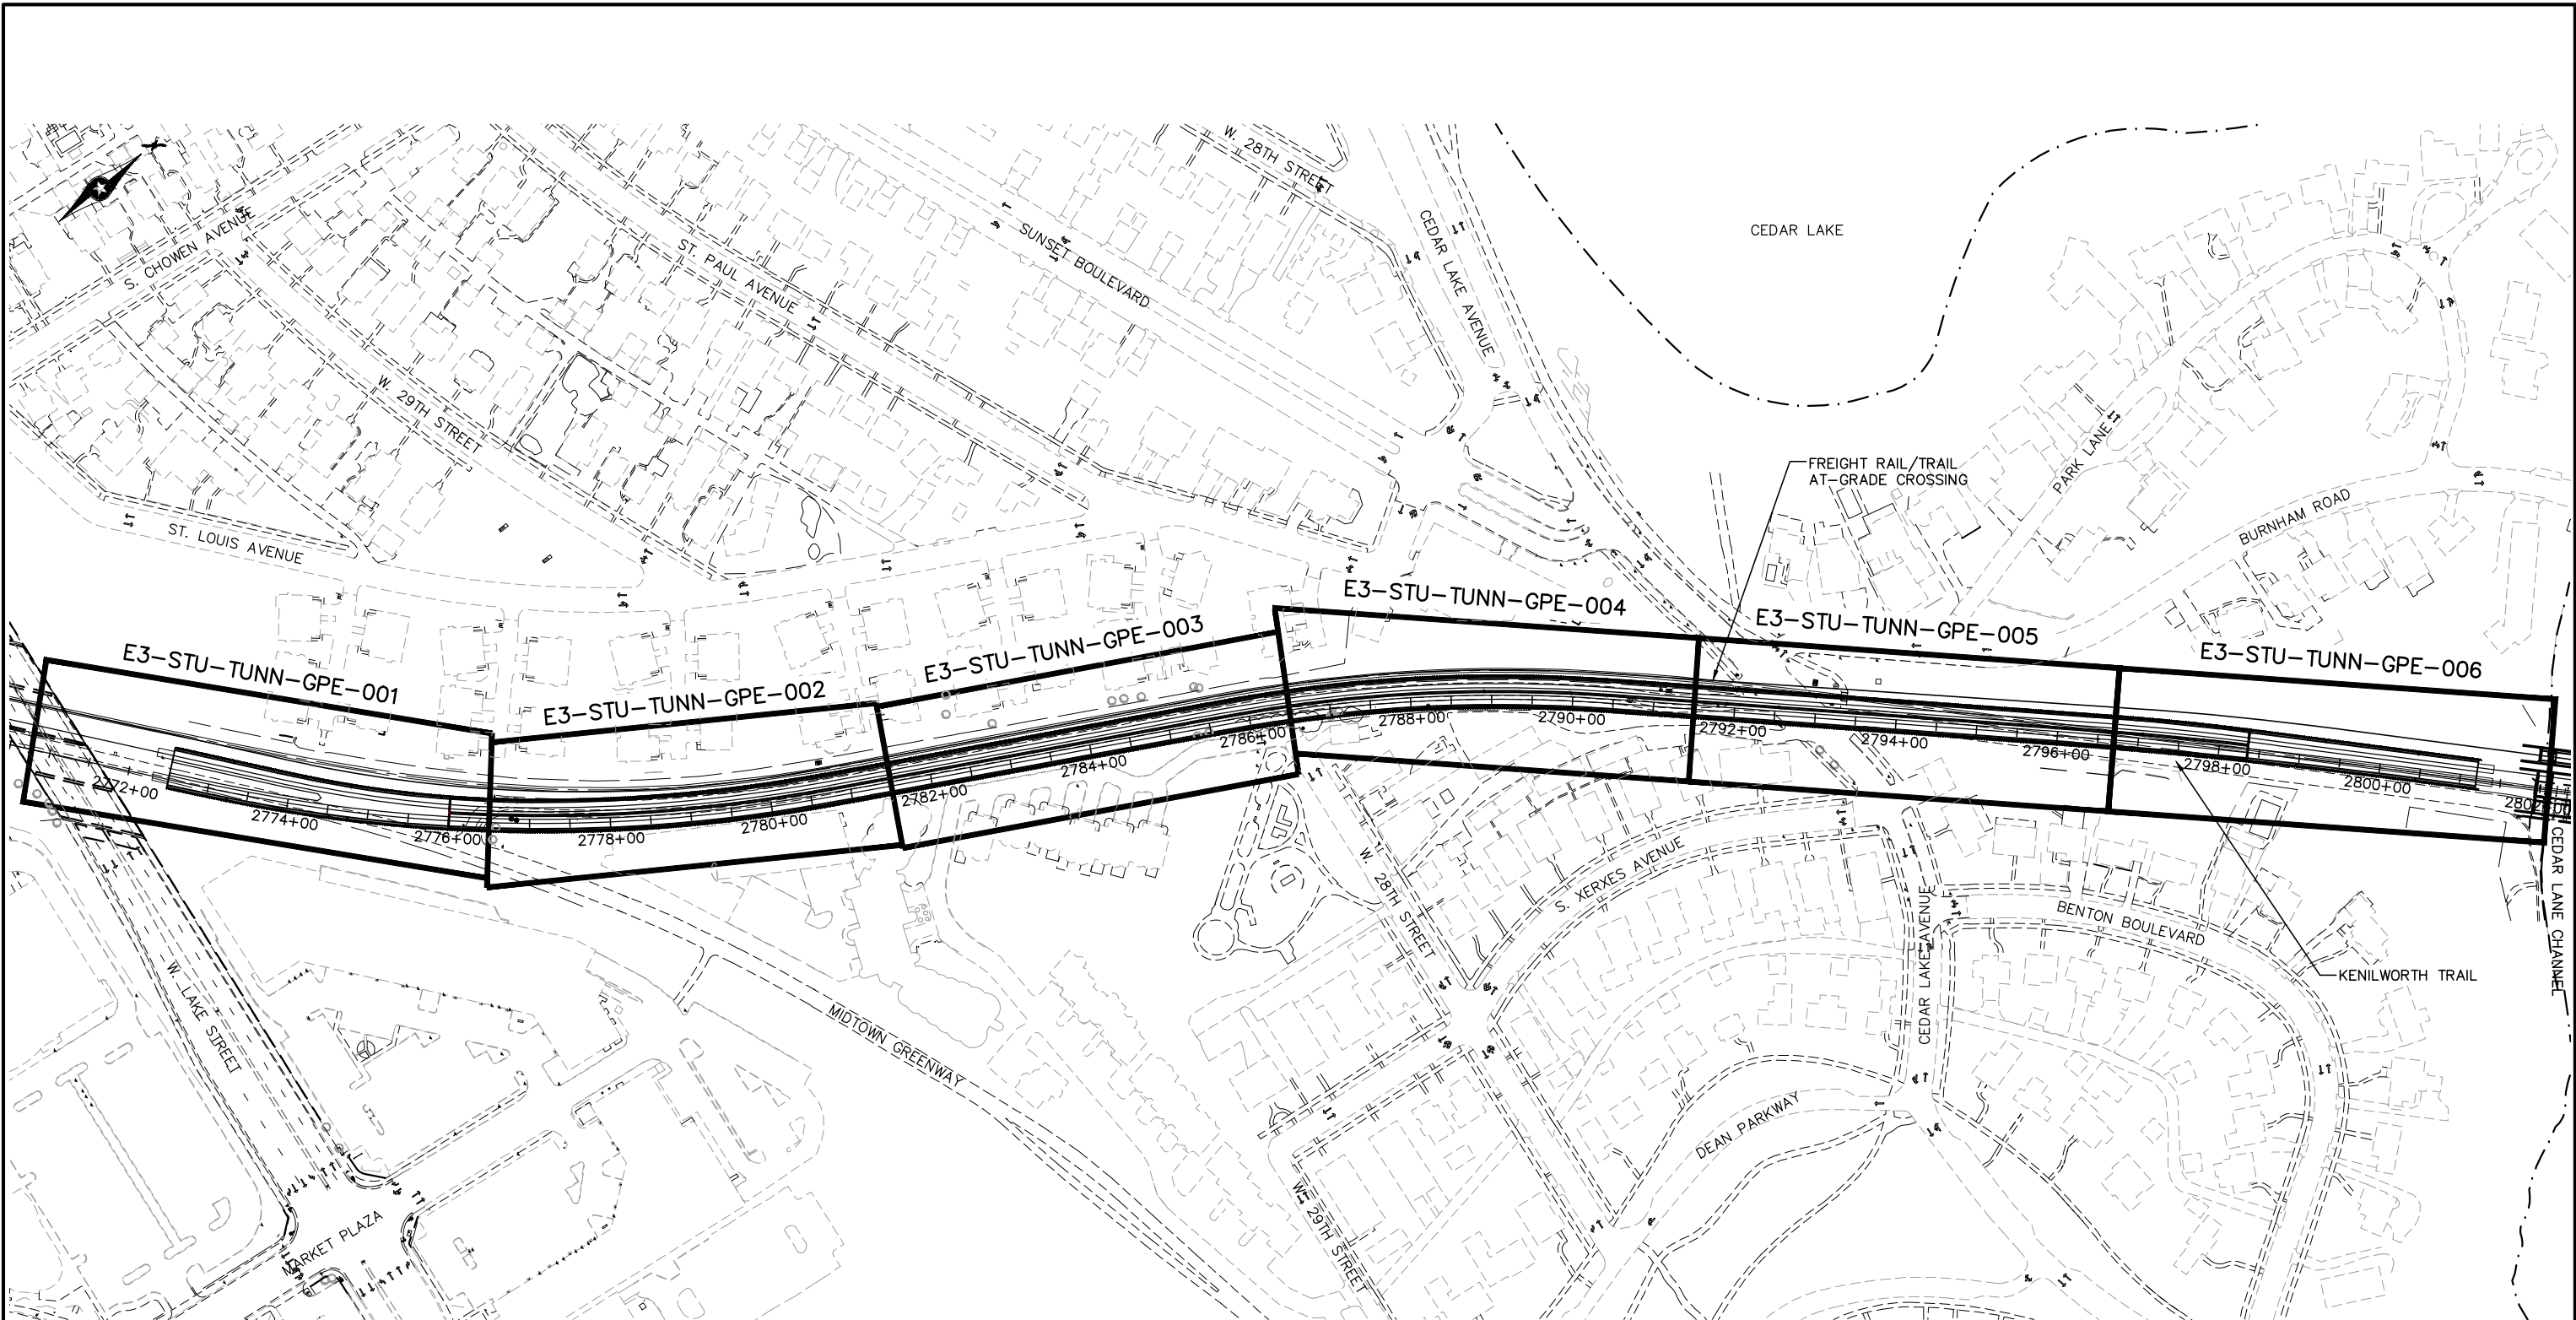 W. 28TH STREET
S. CHOWEN AVENUE
ST. PAUL AVENUE
SUNSET BOULEVARD
CEDAR LAKE AVENUE
CEDAR LAKE
W. 29TH STREET
PARK LANE
FREIGHT RAIL/TRAIL
AT-GRADE CROSSING
BURNHAM ROAD
ST. LOUIS AVENUE
E3-STU-TUNN-GPE-001
E3-STU-TUNN-GPE-002
E3-STU-TUNN-GPE-003
E3-STU-TUNN-GPE-004
E3-STU-TUNN-GPE-005
E3-STU-TUNN-GPE-006
2772+00
2774+00
2776+00
2778+00
2780+00
2782+00
2784+00
2786+00
2788+00
2790+00
2792+00
2794+00
2796+00
2798+00
2800+00
2802+00
CEDAR LANE CHANNEL
W. 28TH STREET
S. XERXES AVENUE
CEDAR LAKE AVENUE
BENTON BOULEVARD
KENILWORTH TRAIL
W. LAKE STREET
MIDTOWN GREENWAY
DEAN PARKWAY
W. 29TH STREET
MARKET PLAZA